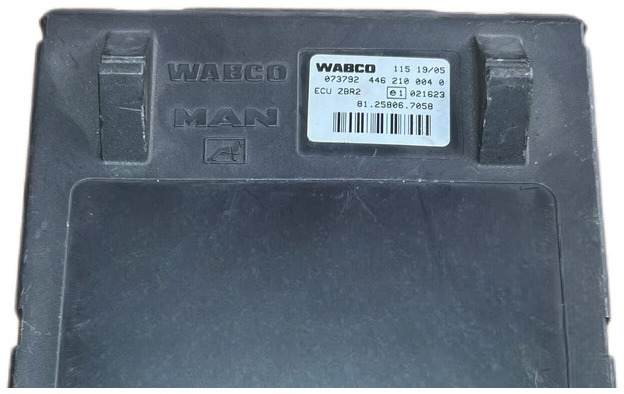 WABCO
MAN
WABCO 115 19/05
073792 446 210 004 0
ECU ZBR2 e1 021623
81.25806.7058